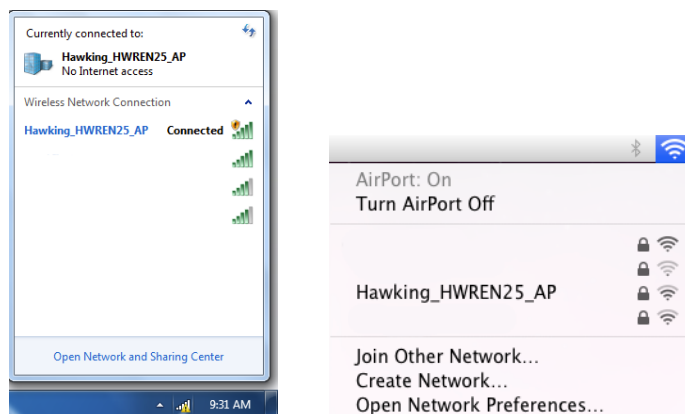 Currently connected to:
Hawking_HWREN25_AP
No Internet access
Wireless Network Connection
Hawking_HWREN25_AP Connected
Open Network and Sharing Center
9:31 AM
AirPort: On
Turn AirPort Off
Hawking_HWREN25_AP
Join Other Network...
Create Network...
Open Network Preferences...